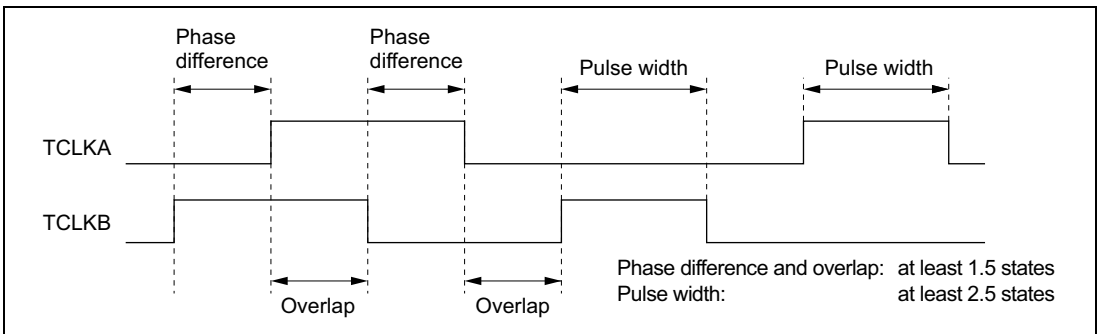 Phase
difference
Phase
difference
Pulse width
Pulse width
TCLKA
TCLKB
Overlap
Overlap
Phase difference and overlap: at least 1.5 states
Pulse width: at least 2.5 states